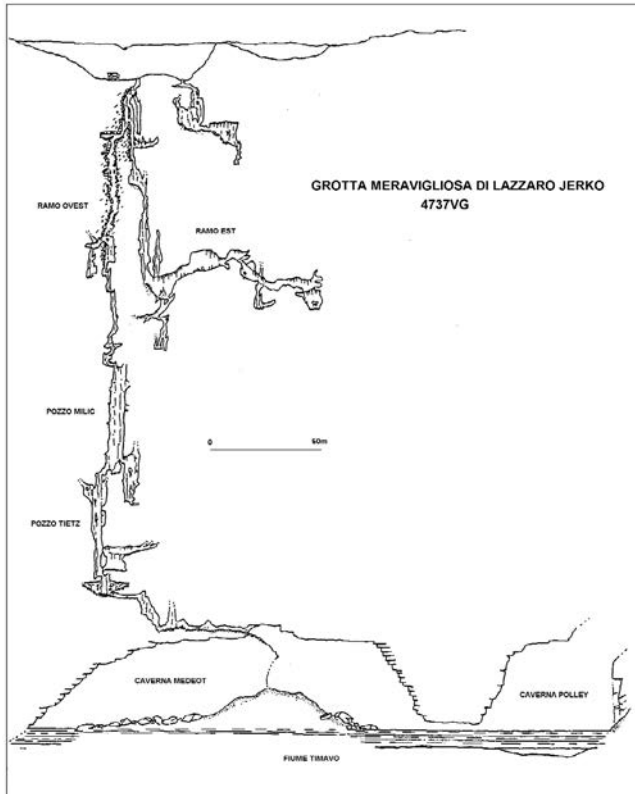 GROTTA MERAVIGLIOSA DI LAZZARO JERKO
4737VG
RAMO OVEST
RAMO EST
POZZO MILIC
0 50m
POZZO TIETZ
CAVERNA MEDEOT
CAVERNA POLLEY
FIUME TIMAVO